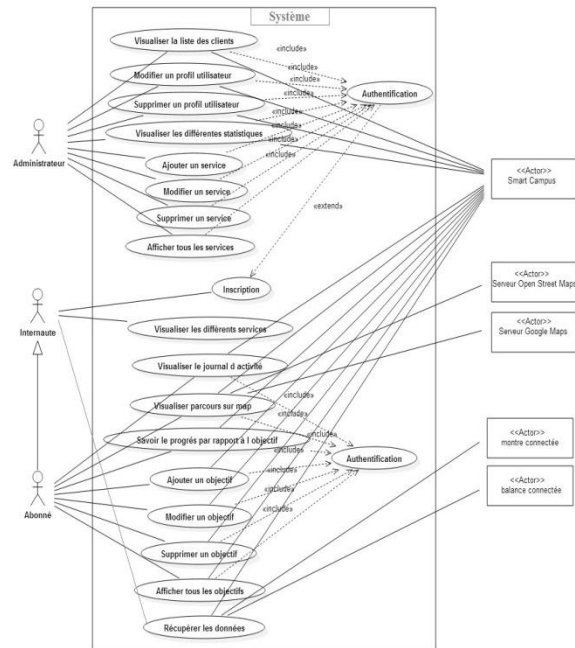 Système
Visualiser la liste des clients
«include»
Modifier un profil utilisateur
«include»
«include»
Authentification
Supprimer un profil utilisateur
«include»
Visualiser les différentes statistiques
«include»
«include»
Administrateur
Ajouter un service
«include»
<<Actor>>
Smart Campus
Modifier un service
«extend»
Supprimer un service
Afficher tous les services
<<Actor>>
Serveur Open Street Maps
Inscription
Internaute
Visualiser les diffèrents services
<<Actor>>
Serveur Google Maps
Visualiser le journal d activité
«include»
Visualiser parcours sur map
«include»
«include»
Savoir le progrés par rapport à l objectif
<<Actor>>
montre connectée
«include»
Authentification
Ajouter un objectif
«include»
<<Actor>>
balance connectée
Abonné
«include»
Modifier un objectif
«include»
Supprimer un objectif
Afficher tous les objectifs
Récupérer les données